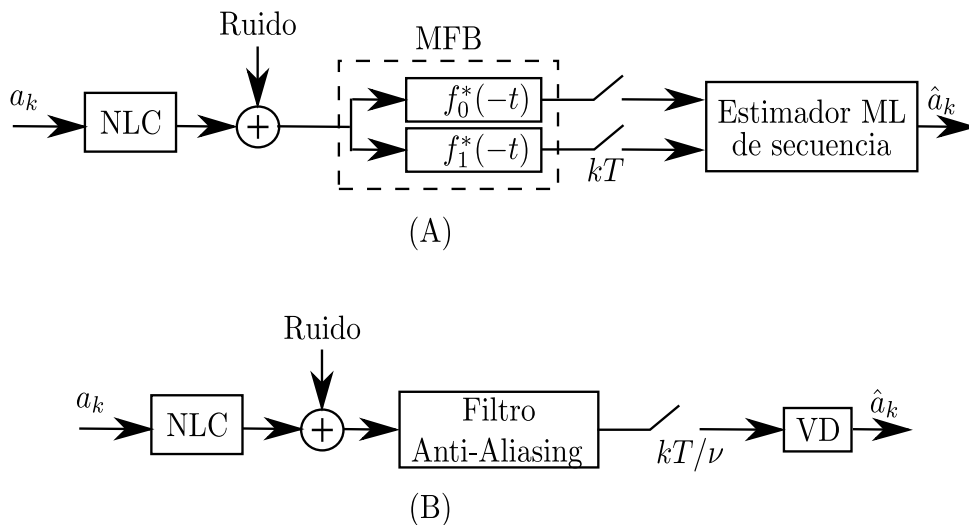 Ruido
MFB
a_k
NLC
+
f_0^*(-t)
f_1^*(-t)
kT
Estimador ML
de secuencia
â_k
(A)
Ruido
a_k
NLC
+
Filtro
Anti-Aliasing
kT/ν
VD
â_k
(B)